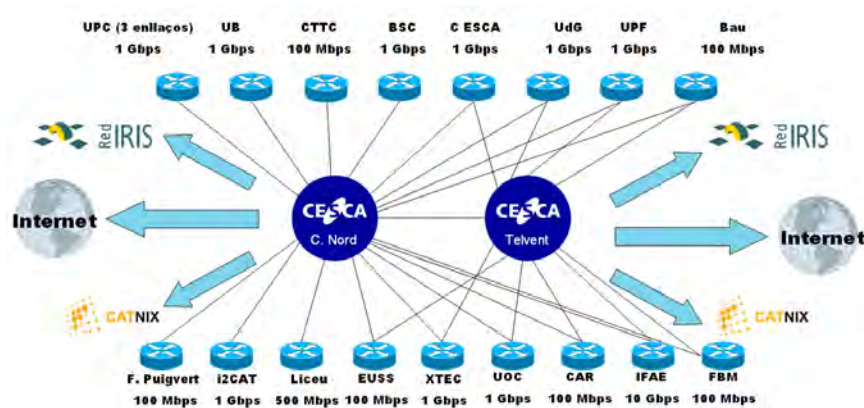 UPC (3 enllaços) UB CTTC BSC C ESCA UdG UPF Bau
1 Gbps 1 Gbps 100 Mbps 1 Gbps 1 Gbps 1 Gbps 1 Gbps 100 Mbps
Red IRIS
Red IRIS
Internet
CESCA
C. Nord
CESCA
Telvent
Internet
CATNIX
CATNIX
F. Puigvert i2CAT Liceu EUSS XTEC UOC CAR IFAE FBM
100 Mbps 1 Gbps 500 Mbps 100 Mbps 1 Gbps 1 Gbps 100 Mbps 10 Gbps 100 Mbps